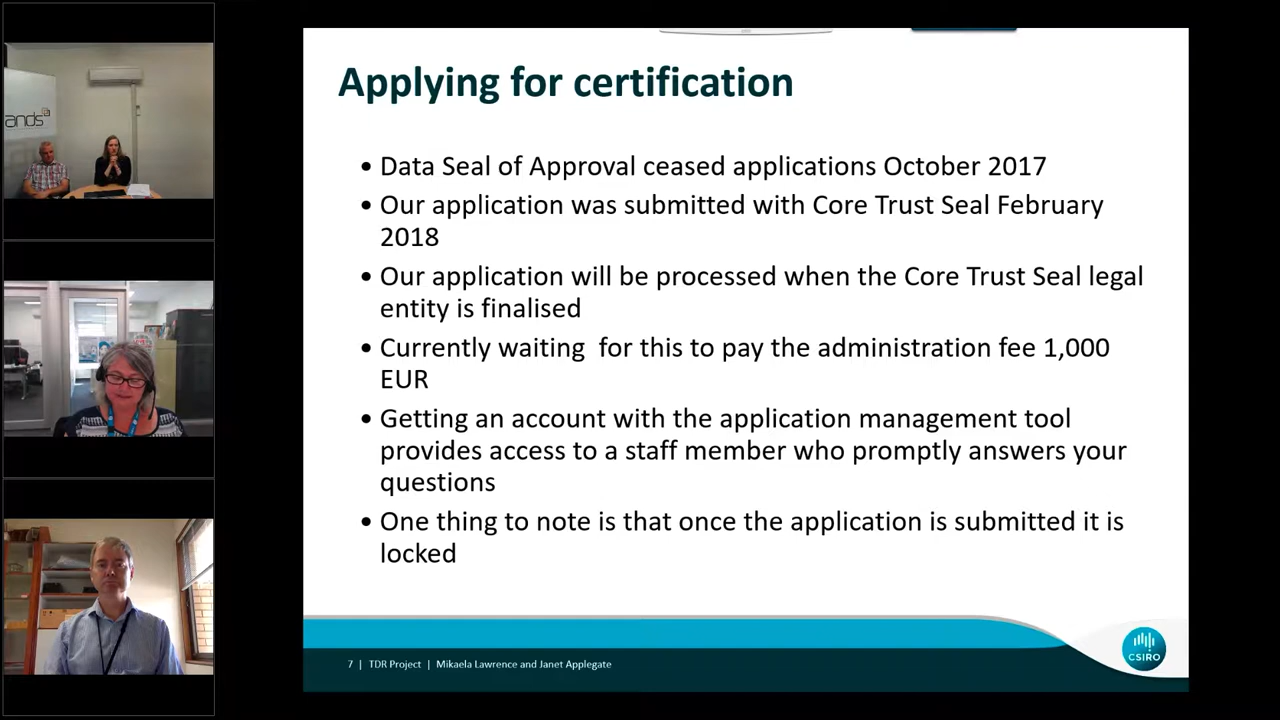 ands
Applying for certification
• Data Seal of Approval ceased applications October 2017
• Our application was submitted with Core Trust Seal February
2018
• Our application will be processed when the Core Trust Seal legal
entity is finalised
• Currently waiting  for this to pay the administration fee 1,000
EUR
• Getting an account with the application management tool
provides access to a staff member who promptly answers your
questions
• One thing to note is that once the application is submitted it is
locked
7 | TDR Project | Mikaela Lawrence and Janet Applegate
CSIRO